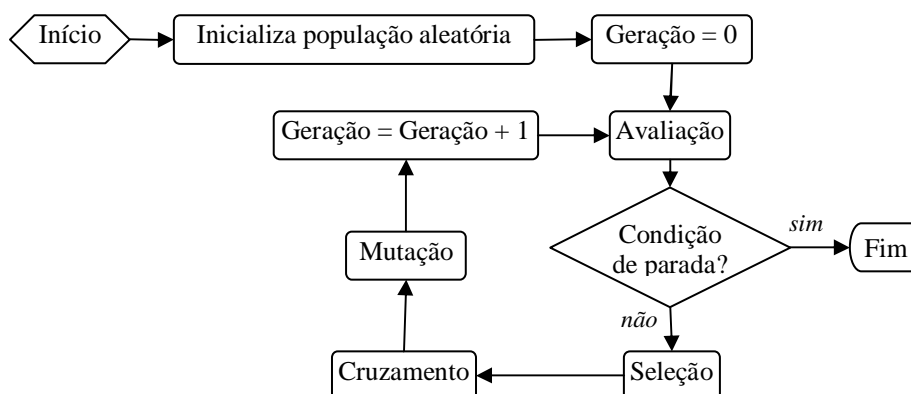 Início
Inicializa população aleatória
Geração = 0
Geração = Geração + 1
Avaliação
Condição
de parada?
sim
Fim
não
Mutação
Cruzamento
Seleção